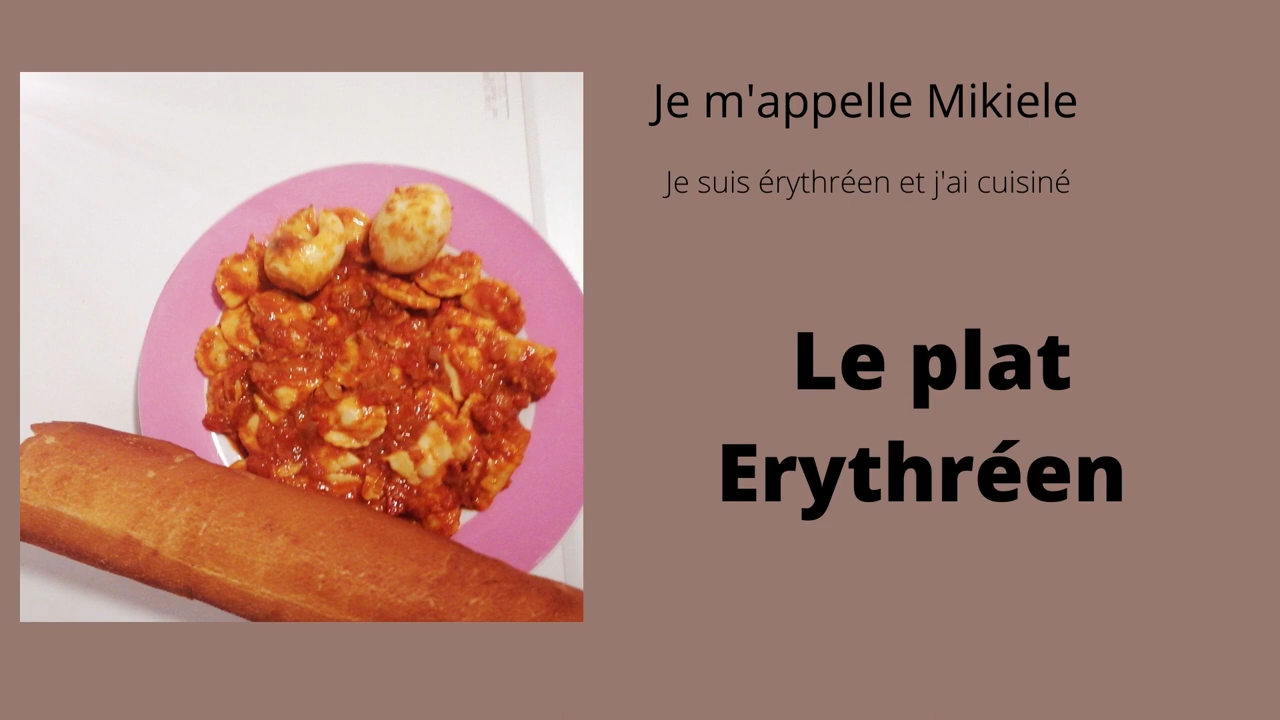 Je m'appelle Mikiele
Je suis érythréen et j'ai cuisiné
Le plat
Erythréen